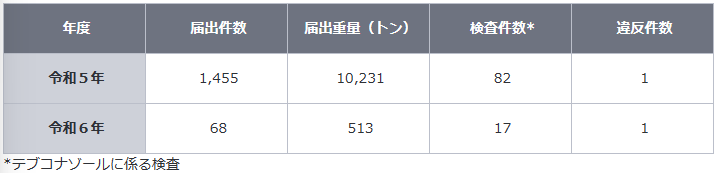 年度 届出件数 届出重量（トン） 検査件数* 違反件数
令和５年 1,455 10,231 82 1
令和６年 68 513 17 1
*テブコナゾールに係る検査